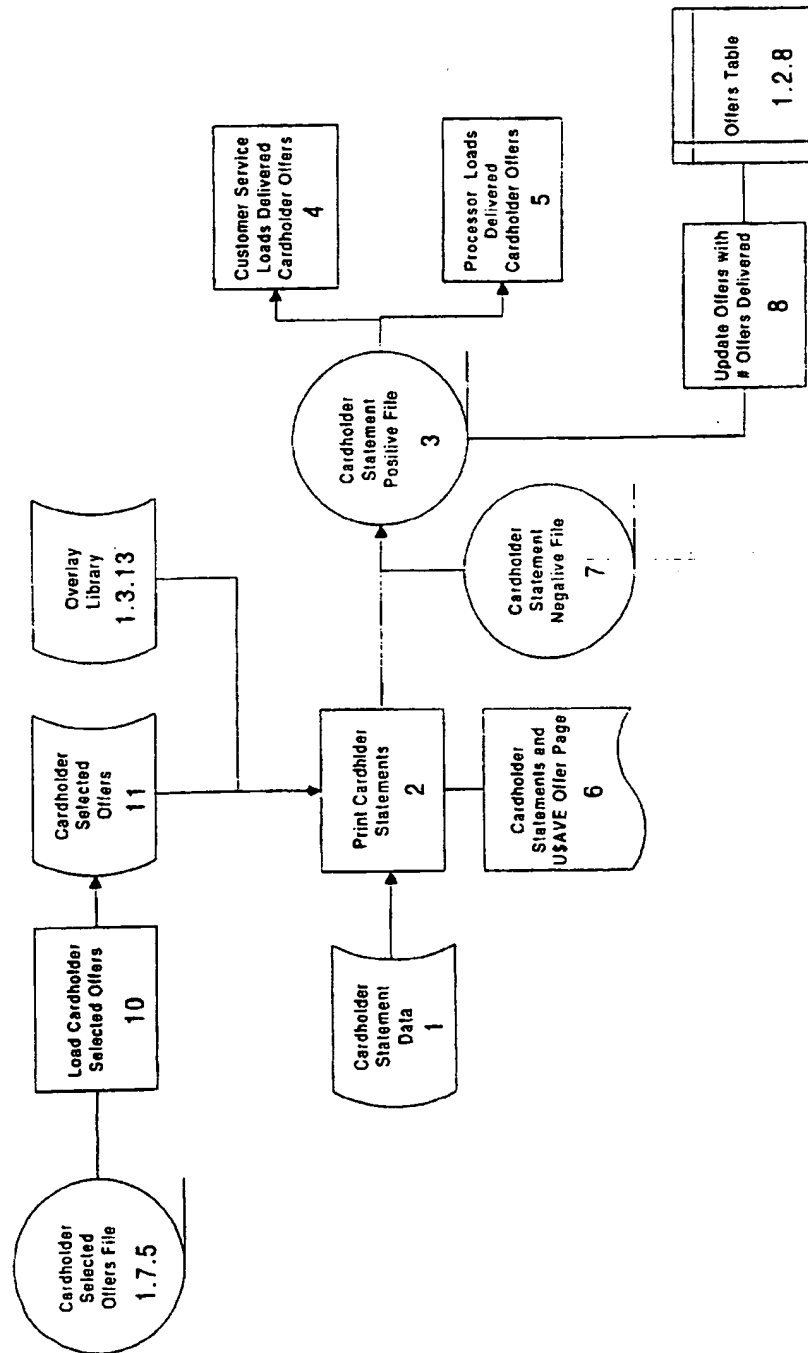 Cardholder
Selected
Offers File
1.7.5
Load Cardholder
Selected Offers
10
Cardholder
Selected
Offers
11
Overlay
Library
1.3.13
Cardholder
Statement
Data
1
Print Cardhlder
Statements
2
Cardholder
Statements and
U$AVE Offer Page
6
Cardholder
Statement
Positive File
3
Cardholder
Statement
Negative File
7
Customer Service
Loads Delivered
Cardholder Offers
4
Processor Loads
Delivered
Cardholder Offers
5
Update Offers with
# Offers Delivered
8
Offers Table
1.2.8